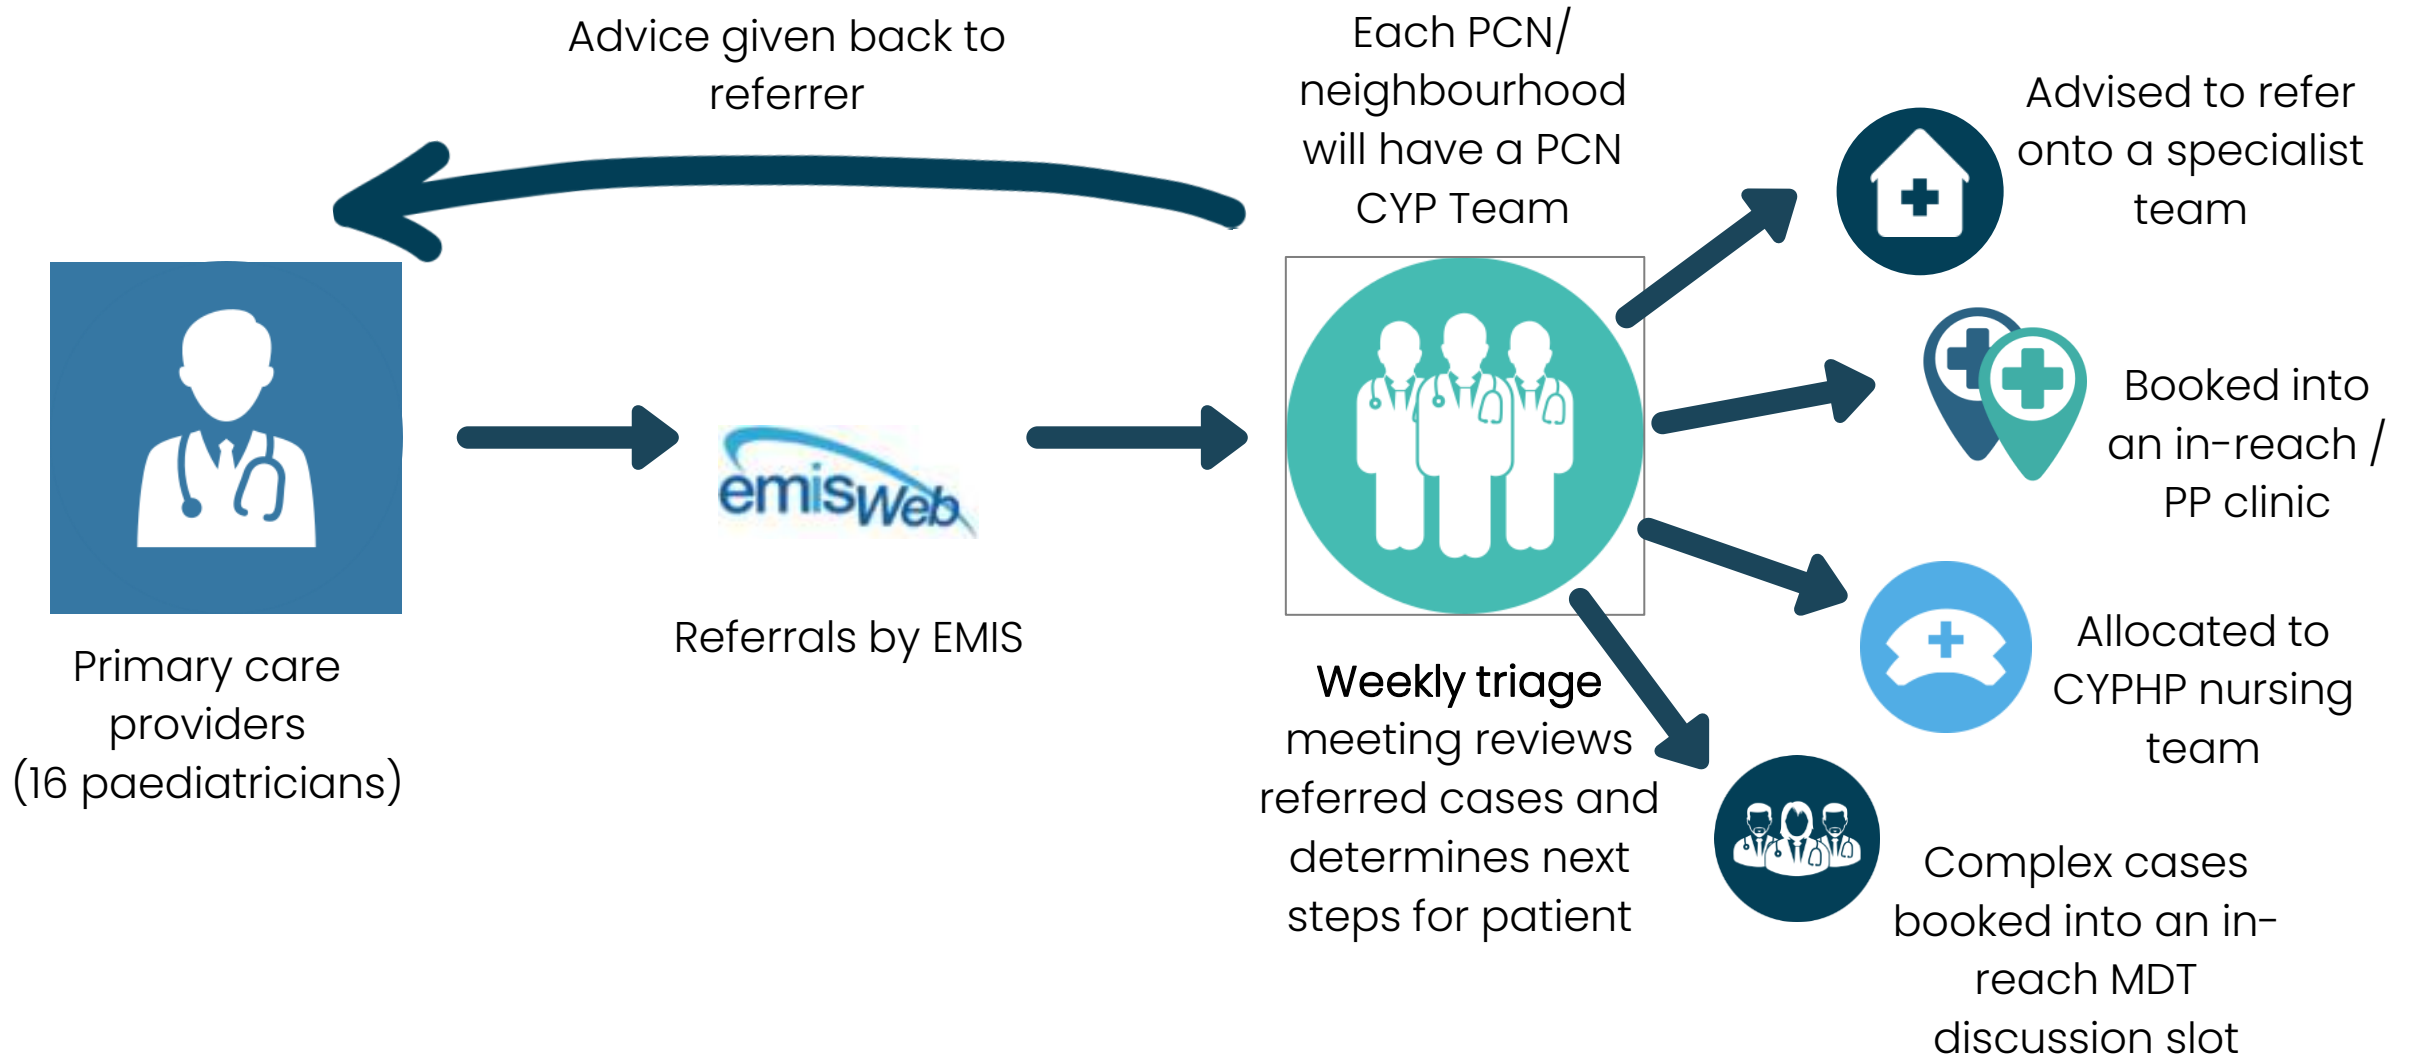 Advice given back to
referrer
Primary care
providers
(16 paediatricians)
emisWeb
Referrals by EMIS
Each PCN/
neighbourhood
will have a PCN
CYP Team
Weekly triage
meeting reviews
referred cases and
determines next
steps for patient
Advised to refer
onto a specialist
team
Booked into
an in-reach /
PP clinic
Allocated to
CYPHP nursing
team
Complex cases
booked into an in-
reach MDT
discussion slot